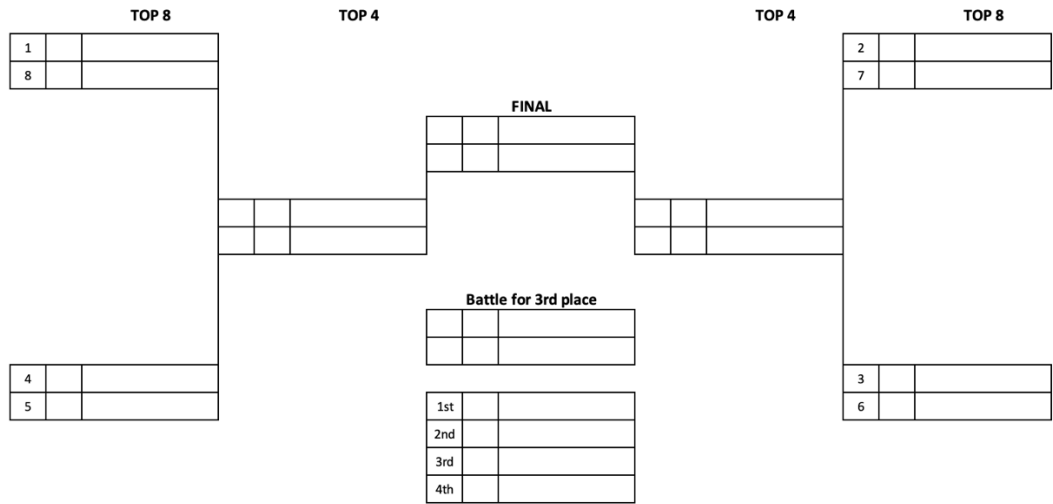 TOP 8 TOP 4 TOP 4 TOP 8
1 2
8 7
FINAL
Battle for 3rd place
4 3
5 6
1st
2nd
3rd
4th